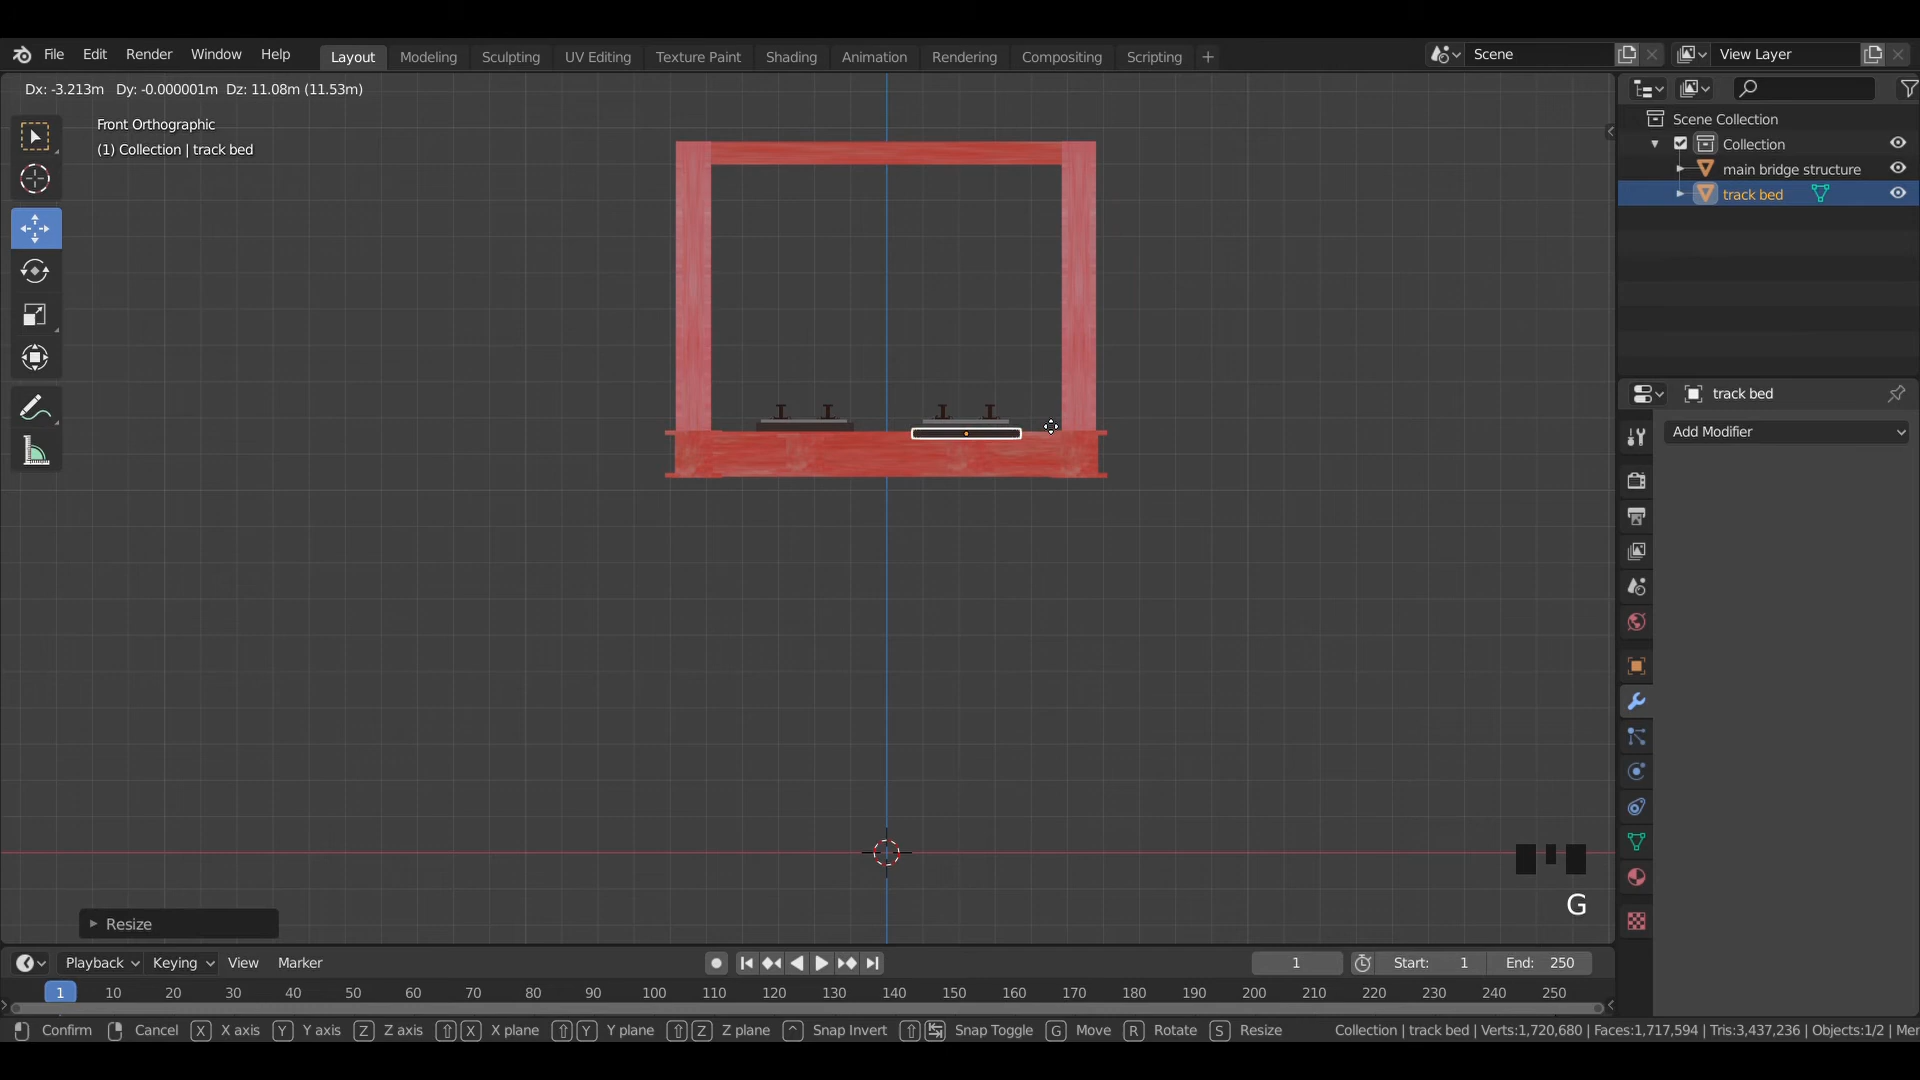 File Edit Render Window Help Layout Modeling Sculpting UV Editing Texture Paint Shading Animation Rendering Compositing Scripting + Scene View Layer
Dx: -3.213m Dy: -0.000001m Dz: 11.08m (11.53m)
Front Orthographic
(1) Collection | track bed
Scene Collection
Collection
main bridge structure
track bed
track bed
Add Modifier
G
Resize
Playback Keying View Marker 1 Start: 1 End: 250
1 10 20 30 40 50 60 70 80 90 100 110 120 130 140 150 160 170 180 190 200 210 220 230 240 250
Confirm Cancel X X axis Y Y axis Z Z axis X X plane Y Y plane Z Z plane ^ Snap Invert Snap Toggle G Move R Rotate S Resize Collection | track bed | Verts:1,720,680 | Faces:1,717,594 | Tris:3,437,236 | Objects:1/2 | Mer